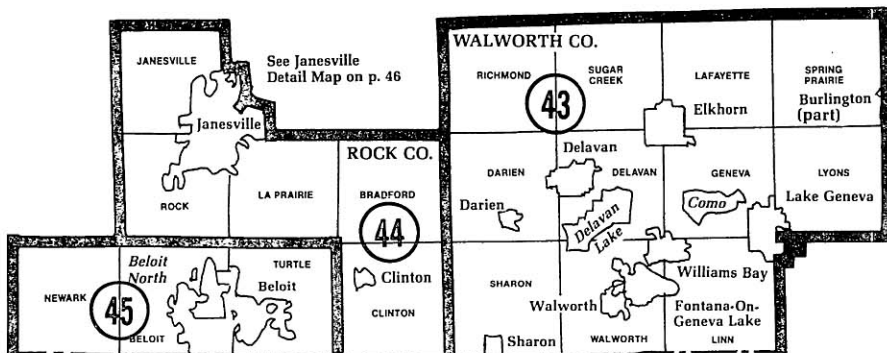 WALWORTH CO.
JANESVILLE
See Janesville
Detail Map on p. 46
RICHMOND
SUGAR
CREEK
LAFAYETTE
SPRING
PRAIRIE
43
Burlington
(part)
Elkhorn
Janesville
ROCK CO.
Delavan
DARIEN
DELAVAN
GENEVA
LYONS
ROCK
LA PRAIRIE
BRADFORD
Darien
Como
Lake Geneva
44
Delavan
Lake
Beloit
North
TURTLE
Beloit
Clinton
SHARON
Williams Bay
NEWARK
45
CLINTON
Walworth
Fontana-On-
Geneva Lake
BELOIT
Sharon
WALWORTH
LINN